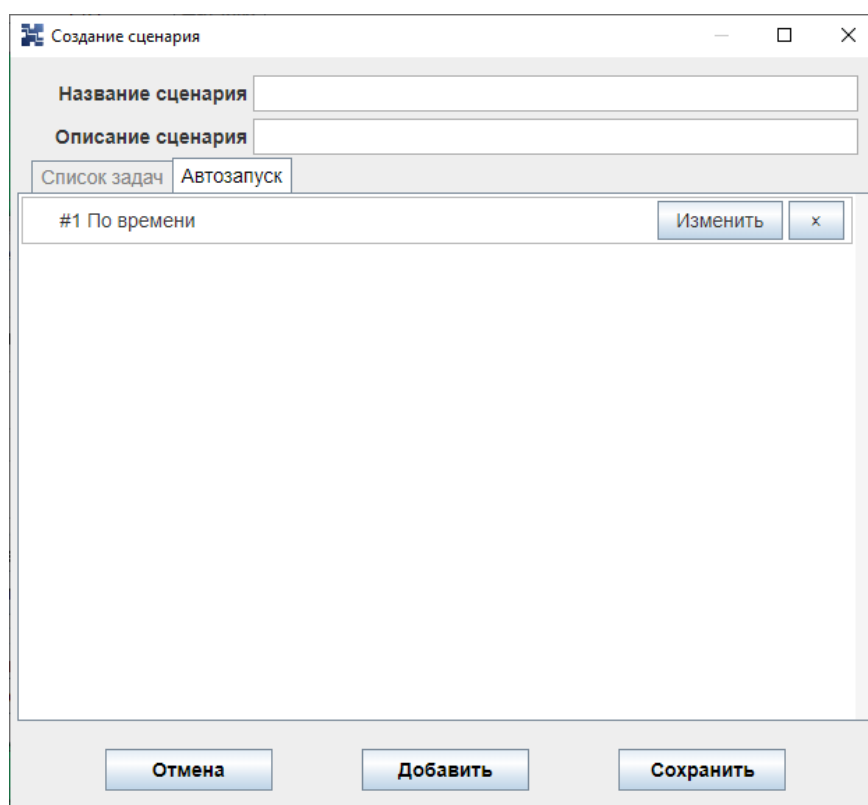 Создание сценария
Название сценария
Описание сценария
Список задач Автозапуск
#1 По времени Изменить x
Отмена Добавить Сохранить